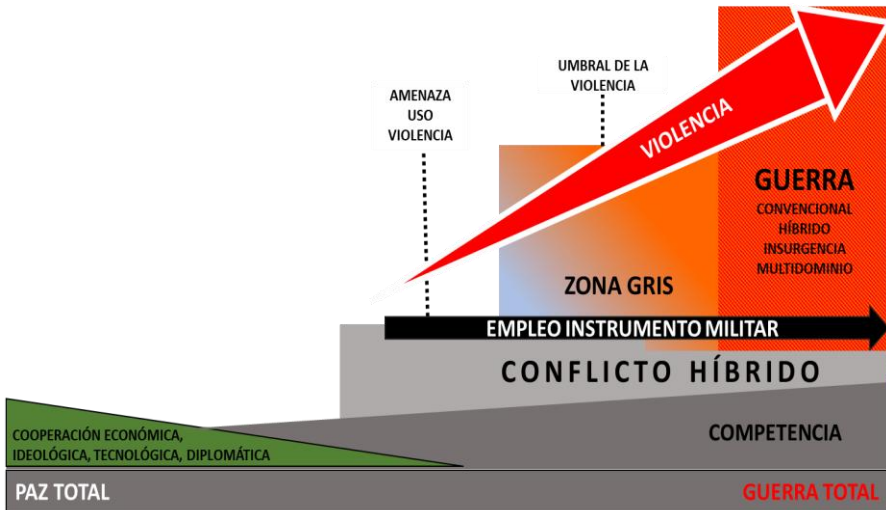 UMBRAL DE LA
VIOLENCIA
AMENAZA
USO
VIOLENCIA
VIOLENCIA
GUERRA
CONVENCIONAL
HÍBRIDO
INSURGENCIA
MULTIDOMINIO
ZONA GRIS
EMPLEO INSTRUMENTO MILITAR
CONFLICTO HÍBRIDO
COOPERACIÓN ECONÓMICA,
IDEOLÓGICA, TECNOLÓGICA, DIPLOMÁTICA
COMPETENCIA
PAZ TOTAL
GUERRA TOTAL